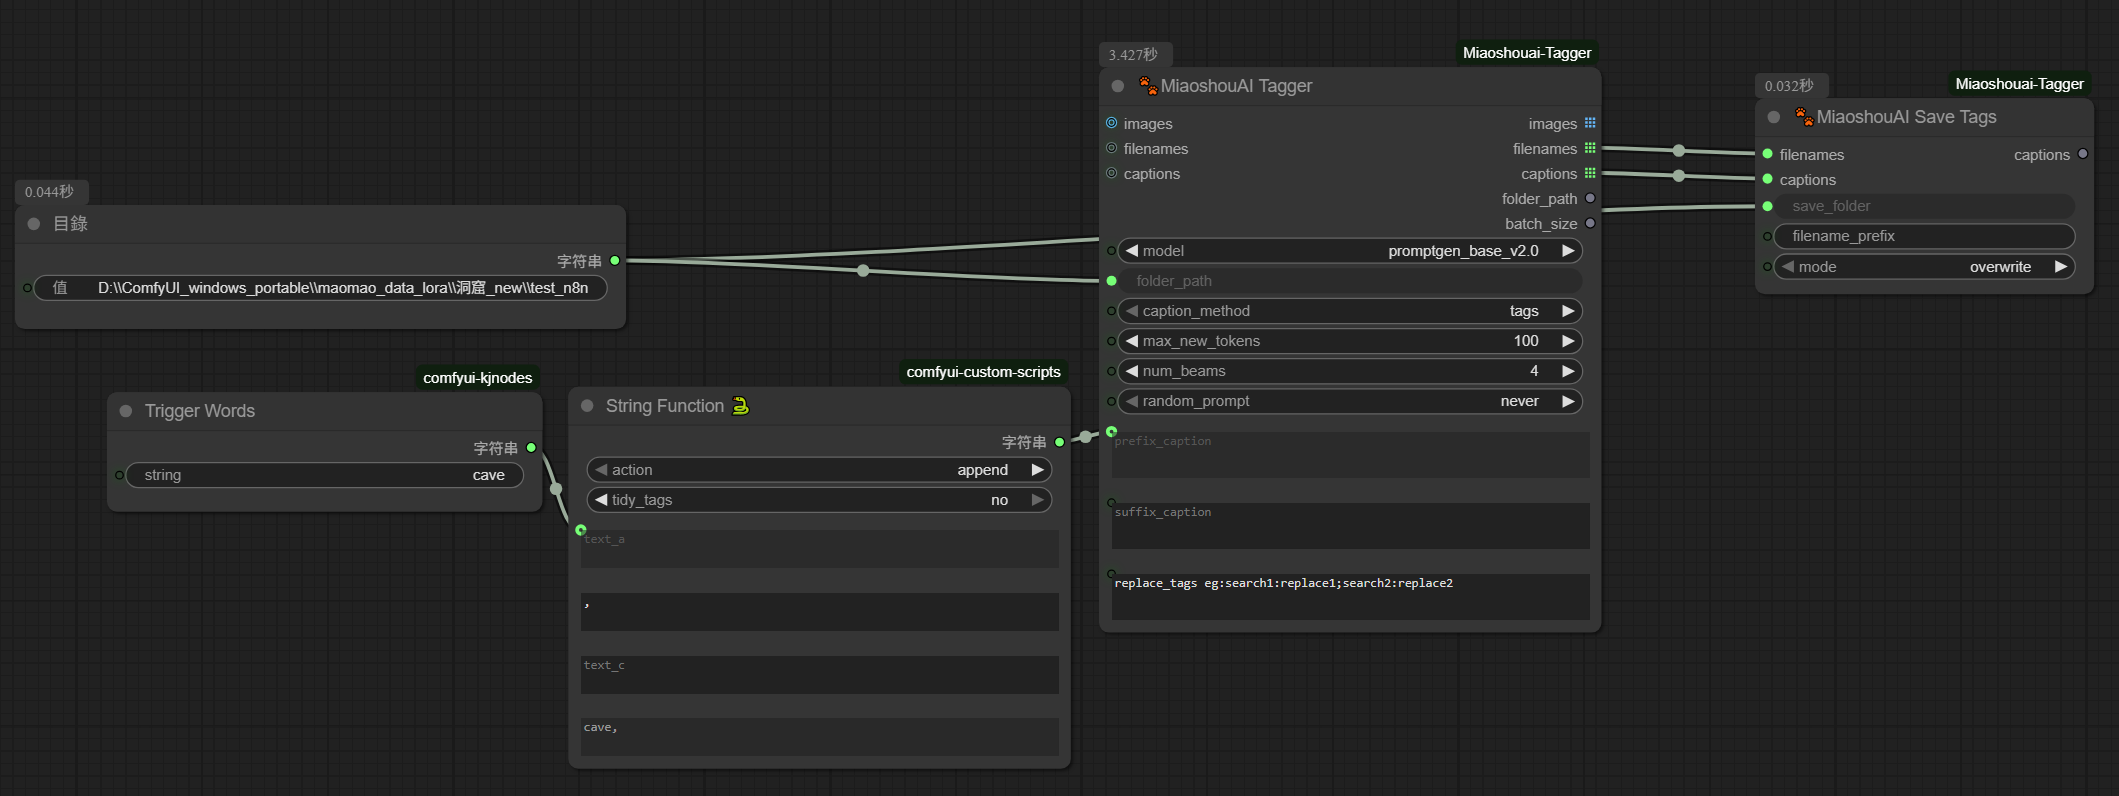 0.044秒
目錄
字符串
值 D:\\ComfyUI_windows_portable\\maomao_data_lora\\洞窟_new\\test_n8n
comfyui-kjnodes
Trigger Words
字符串
string cave
comfyui-custom-scripts
String Function
字符串
action append
tidy_tags no
text_a
,
text_c
cave,
3.427秒
Miaoshouai-Tagger
MiaoshouAI Tagger
images images
filenames filenames
captions captions
folder_path
batch_size
model promptgen_base_v2.0
folder_path
caption_method tags
max_new_tokens 100
num_beams 4
random_prompt never
prefix_caption
suffix_caption
replace_tags eg:search1:replace1;search2:replace2
0.032秒
Miaoshouai-Tagger
MiaoshouAI Save Tags
filenames captions
captions
save_folder
filename_prefix
mode overwrite